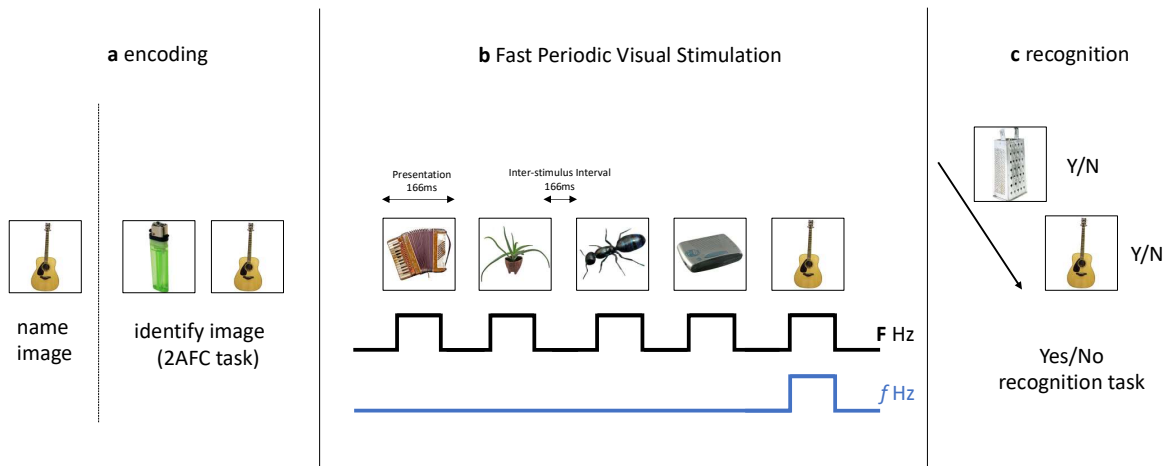 a encoding
name
image
identify image
(2AFC task)
b Fast Periodic Visual Stimulation
Presentation
166ms
Inter-stimulus Interval
166ms
F Hz
f Hz
c recognition
Y/N
Y/N
Yes/No
recognition task